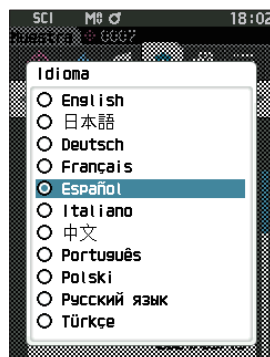 SCI M 18:02
Muestra 0007
Idioma
English
日本語
Deutsch
Français
Español
Italiano
中文
Português
Polski
Русский язык
Türkçe